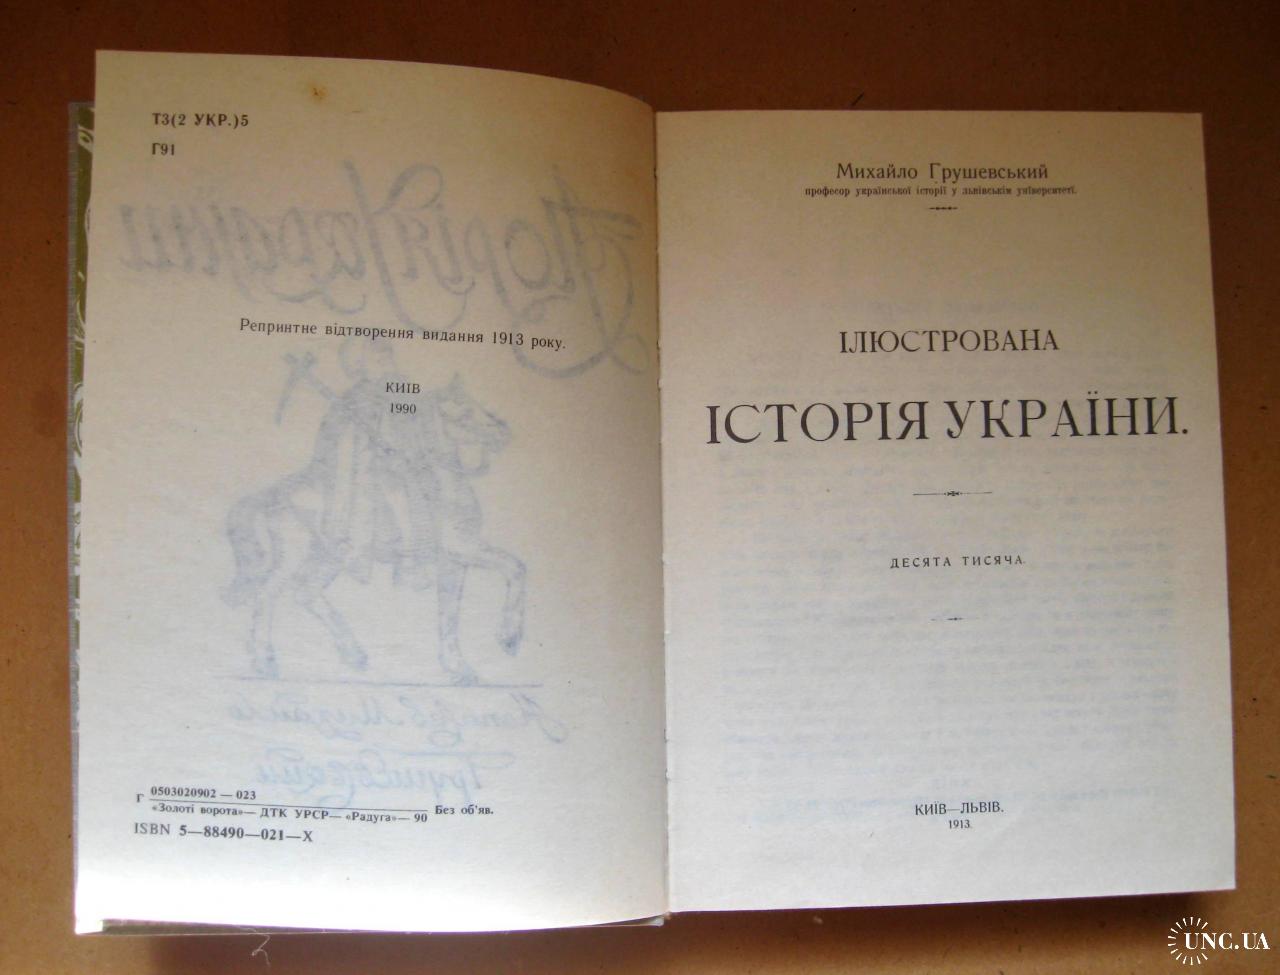 Т3(2 УКР.)5
Г91
Репринтне відтворення видання 1913 року.
КИІВ
1990
Г 0503020902 — 023
«Золоті ворота»— ДТК УРСР— «Радуга»— 90 Без об'яв.
ISBN 5—88490—021—X
Михайло Грушевський
професор української історії у львівськім університеті.
ІЛЮСТРОВАНА
ІСТОРІЯ УКРАЇНИ.
ДЕСЯТА ТИСЯЧА.
КИЇВ—ЛЬВІВ.
1913.
UNC.UA